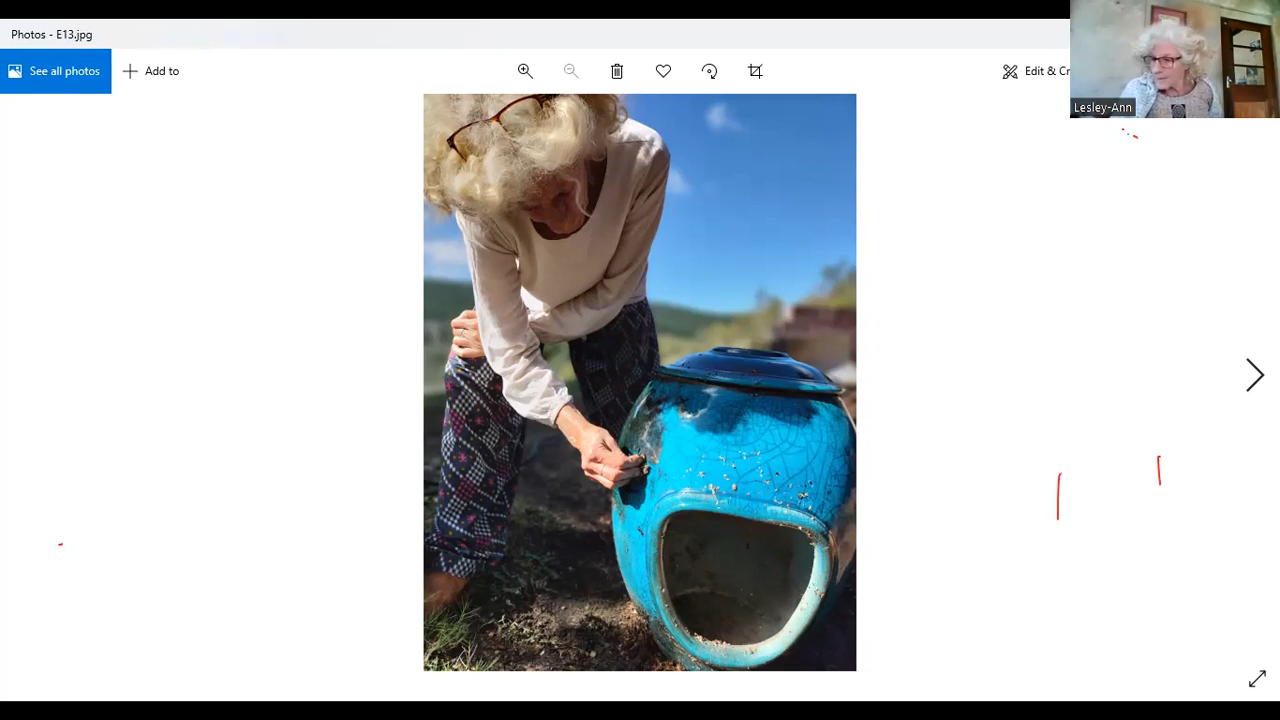 Photos - E13.jpg
See all photos
Add to
Edit & Cr
Lesley-Ann